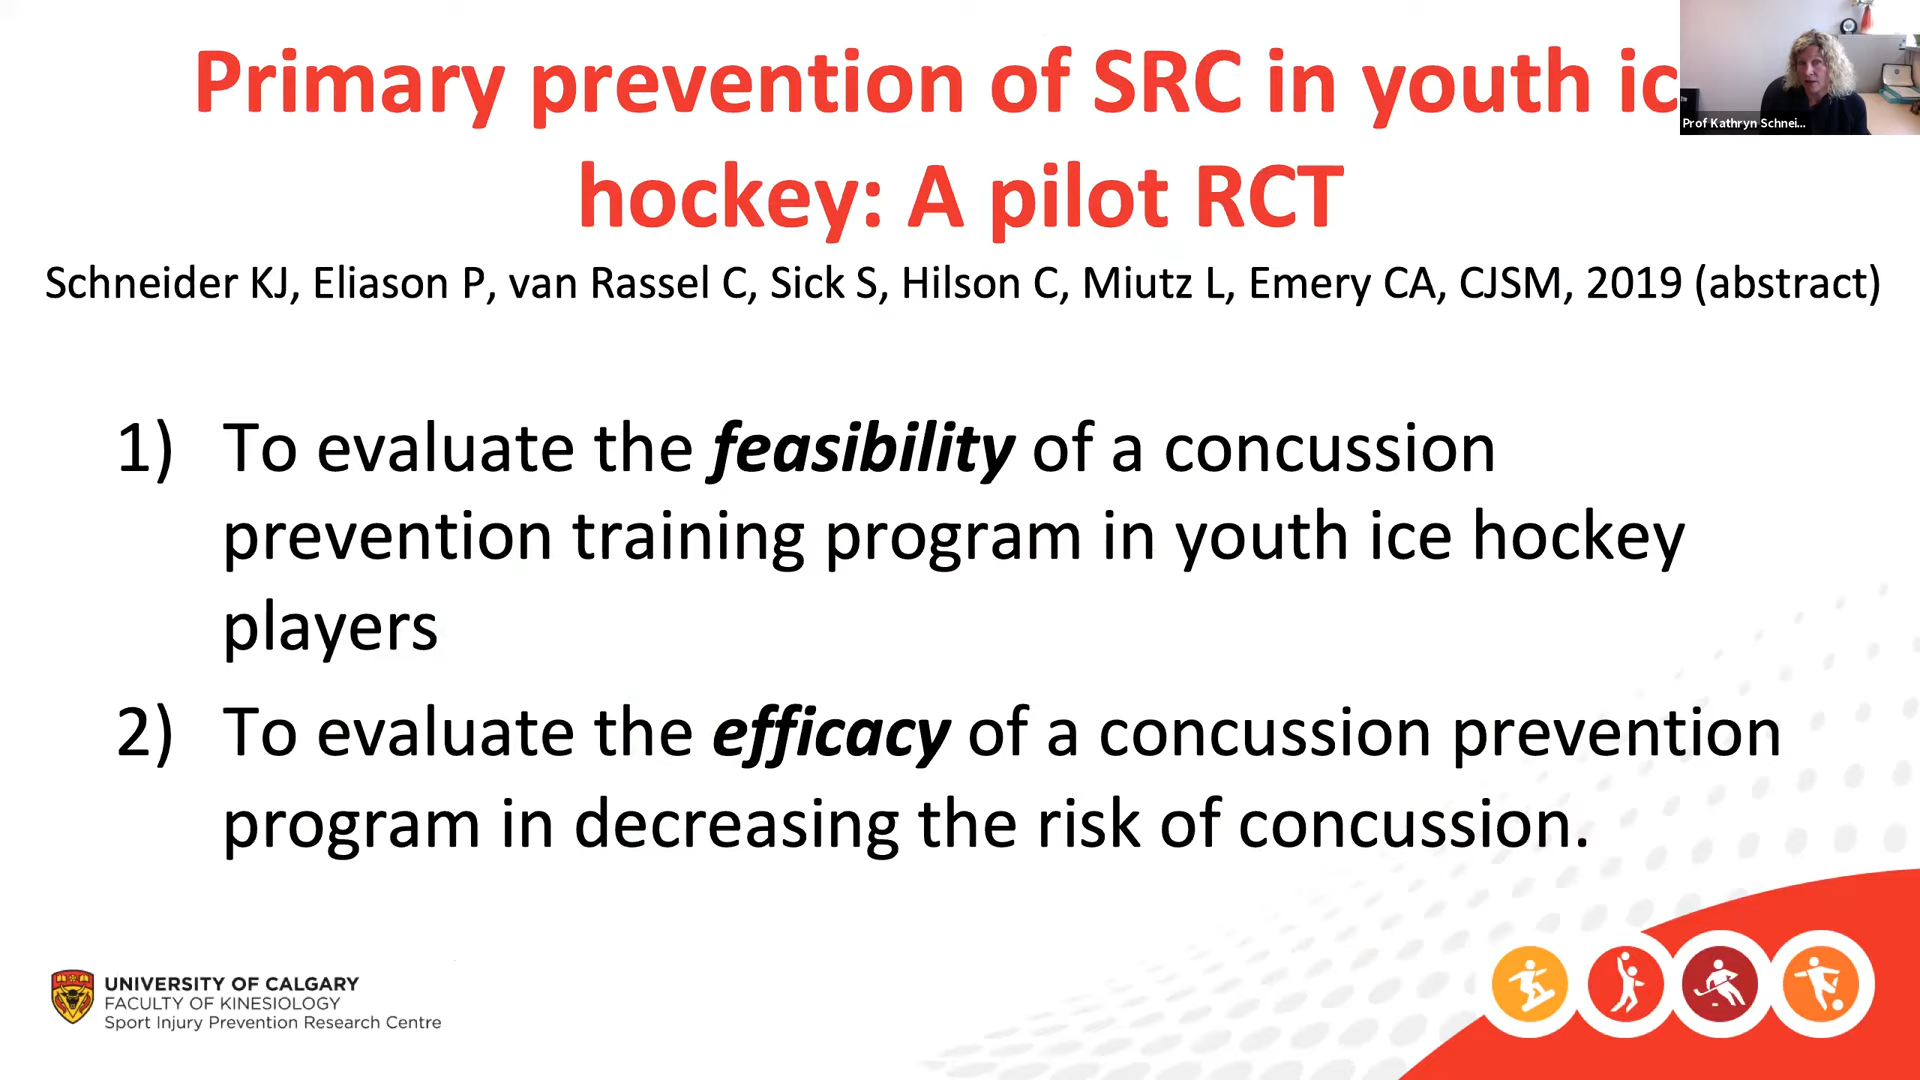 Primary prevention of SRC in youth ic
hockey: A pilot RCT
Schneider KJ, Eliason P, van Rassel C, Sick S, Hilson C, Miutz L, Emery CA, CJSM, 2019 (abstract)
1) To evaluate the feasibility of a concussion
prevention training program in youth ice hockey
players
2) To evaluate the efficacy of a concussion prevention
program in decreasing the risk of concussion.
UNIVERSITY OF CALGARY
FACULTY OF KINESIOLOGY
Sport Injury Prevention Research Centre
Prof Kathryn Schnei...